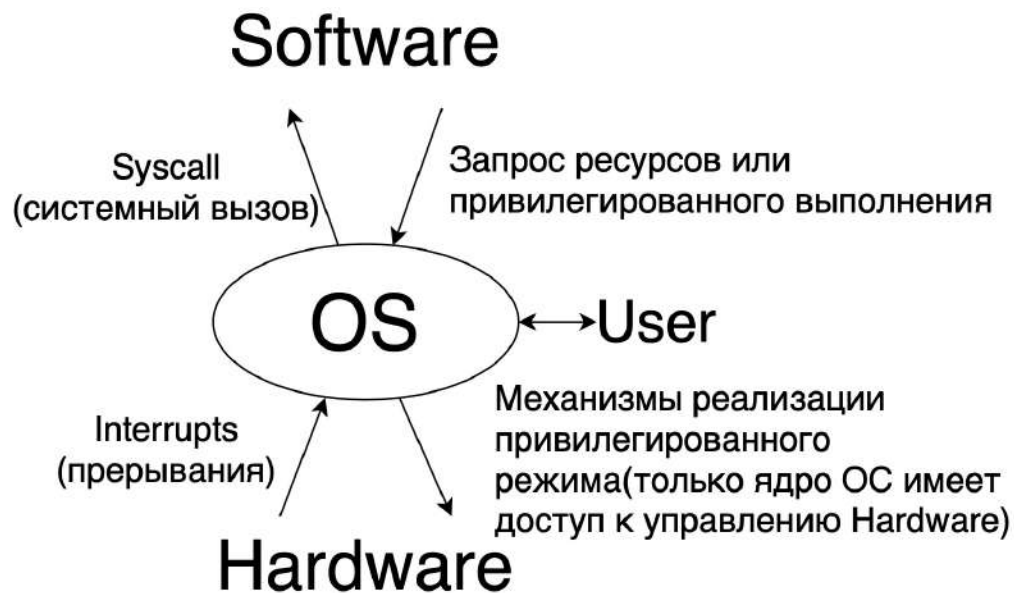 Software
Syscall
(системный вызов)
Запрос ресурсов или
привилегированного выполнения
OS
User
Interrupts
(прерывания)
Механизмы реализации
привилегированного
режима(только ядро ОС имеет
доступ к управлению Hardware)
Hardware